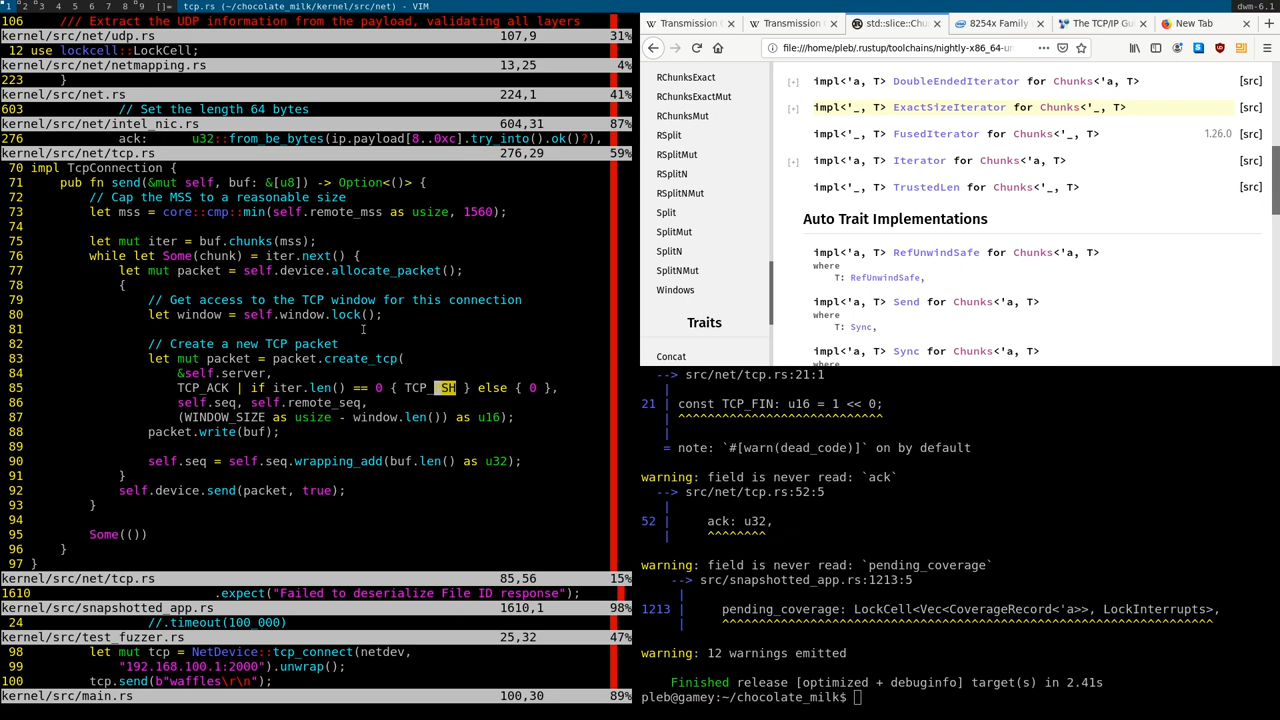 1 2 3 4 5 6 7 8 9 []= tcp.rs (~/chocolate_milk/kernel/src/net) - VIM
dwm-6.1
106 /// Extract the UDP information from the payload, validating all layers
kernel/src/net/udp.rs 107,9 31%
12 use lockcell::LockCell;
kernel/src/net/netmapping.rs 13,25 4%
223 }
kernel/src/net.rs 224,1 41%
603 // Set the length 64 bytes
kernel/src/net/intel_nic.rs 604,31 87%
276 ack: u32::from_be_bytes(ip.payload[8..0xc].try_into().ok()?),
kernel/src/net/tcp.rs 276,29 59%
70 impl TcpConnection {
71 pub fn send(&mut self, buf: &[u8]) -> Option<()> {
72 // Cap the MSS to a reasonable size
73 let mss = core::cmp::min(self.remote_mss as usize, 1560);
74
75 let mut iter = buf.chunks(mss);
76 while let Some(chunk) = iter.next() {
77 let mut packet = self.device.allocate_packet();
78 {
79 // Get access to the TCP window for this connection
80 let window = self.window.lock();
81
82 // Create a new TCP packet
83 let mut packet = packet.create_tcp(
84 &self.server,
85 TCP_ACK | if iter.len() == 0 { TCP_ SH } else { 0 },
86 self.seq, self.remote_seq,
87 (WINDOW_SIZE as usize - window.len()) as u16);
88 packet.write(buf);
89
90 self.seq = self.seq.wrapping_add(buf.len() as u32);
91 }
92 self.device.send(packet, true);
93 }
94
95 Some(())
96 }
97 }
kernel/src/net/tcp.rs 85,56 15%
1610 .expect("Failed to deserialize File ID response");
kernel/src/snapshotted_app.rs 1610,1 98%
24 //.timeout(100_000)
kernel/src/test_fuzzer.rs 25,32 47%
98 let mut tcp = NetDevice::tcp_connect(netdev,
99 "192.168.100.1:2000").unwrap();
100 tcp.send(b"waffles\r\n");
kernel/src/main.rs 100,30 89%
Transmission C
Transmission C
std::slice::Chu
8254x Family
The TCP/IP Gu
New Tab
file:///home/pleb/.rustup/toolchains/nightly-x86_64-u
RChunksExact
RChunksExactMut
RChunksMut
RSplit
RSplitMut
RSplitN
RSplitNMut
Split
SplitMut
SplitN
SplitNMut
Windows
Traits
Concat
[+] impl<'a, T> DoubleEndedIterator for Chunks<'a, T> [src]
[+] impl<'_, T> ExactSizeIterator for Chunks<'_, T> [src]
impl<'_, T> FusedIterator for Chunks<'_, T> 1.26.0 [src]
[+] impl<'a, T> Iterator for Chunks<'a, T> [src]
impl<'_, T> TrustedLen for Chunks<'_, T> [src]
Auto Trait Implementations
impl<'a, T> RefUnwindSafe for Chunks<'a, T> [src]
where
T: RefUnwindSafe,
impl<'a, T> Send for Chunks<'a, T> [src]
where
T: Sync,
impl<'a, T> Sync for Chunks<'a, T> [src]
where
--> src/net/tcp.rs:21:1
|
21 | const TCP_FIN: u16 = 1 << 0;
| ^^^^^^^^^^^^^^^^^^^^^^^^^^^^
|
= note: `#[warn(dead_code)]` on by default
warning: field is never read: `ack`
--> src/net/tcp.rs:52:5
|
52 | ack: u32,
| ^^^^^^^^
warning: field is never read: `pending_coverage`
--> src/snapshotted_app.rs:1213:5
|
1213 | pending_coverage: LockCell<Vec<CoverageRecord<'a>>, LockInterrupts>,
| ^^^^^^^^^^^^^^^^^^^^^^^^^^^^^^^^^^^^^^^^^^^^^^^^^^^^^^^^^^^^^^^^^^^
warning: 12 warnings emitted
Finished release [optimized + debuginfo] target(s) in 2.41s
pleb@gamey:~/chocolate_milk$